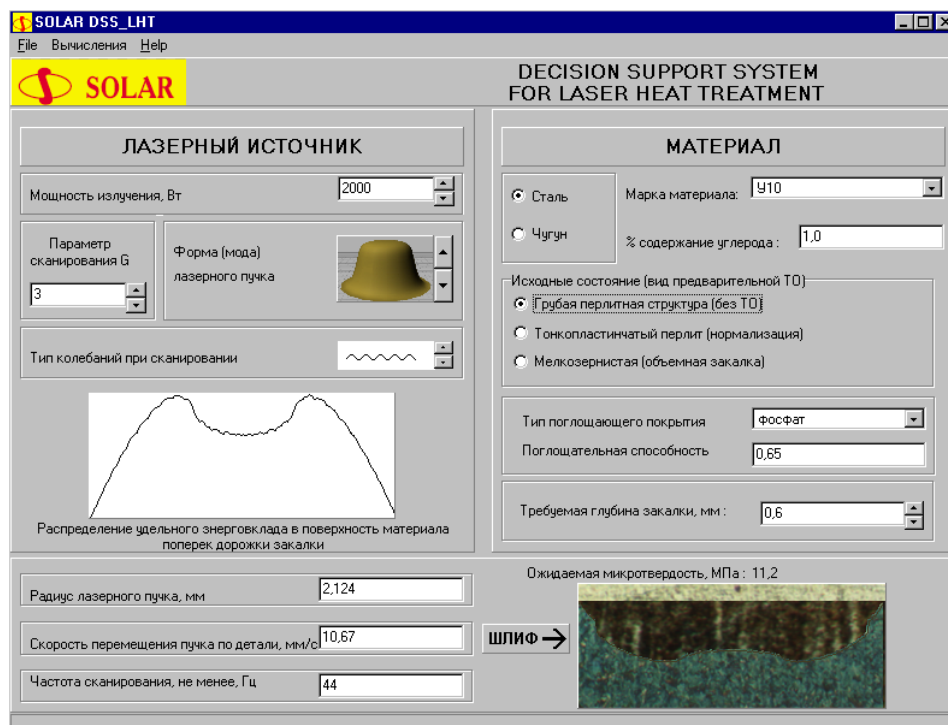 SOLAR DSS_LHT
File Вычисления Help
SOLAR
DECISION SUPPORT SYSTEM
FOR LASER HEAT TREATMENT
ЛАЗЕРНЫЙ ИСТОЧНИК
Мощность излучения, Вт
2000
Параметр
сканирования G
3
Форма (мода)
лазерного пучка
Тип колебаний при сканировании
Распределение удельного энерговклада в поверхность материала
поперек дорожки закалки
МАТЕРИАЛ
Сталь
Чугун
Марка материала:
У10
% содержание углерода :
1,0
Исходные состояние (вид предварительной ТО)
Грубая перлитная структура (без ТО)
Тонкопластинчатый перлит (нормализация)
Мелкозернистая (объемная закалка)
Тип поглощающего покрытия
фосфат
Поглощательная способность
0,65
Требуемая глубина закалки, мм :
0,6
Радиус лазерного пучка, мм
2,124
Скорость перемещения пучка по детали, мм/с
10,67
Частота сканирования, не менее, Гц
44
ШЛИФ
Ожидаемая микротвердость, МПа : 11,2